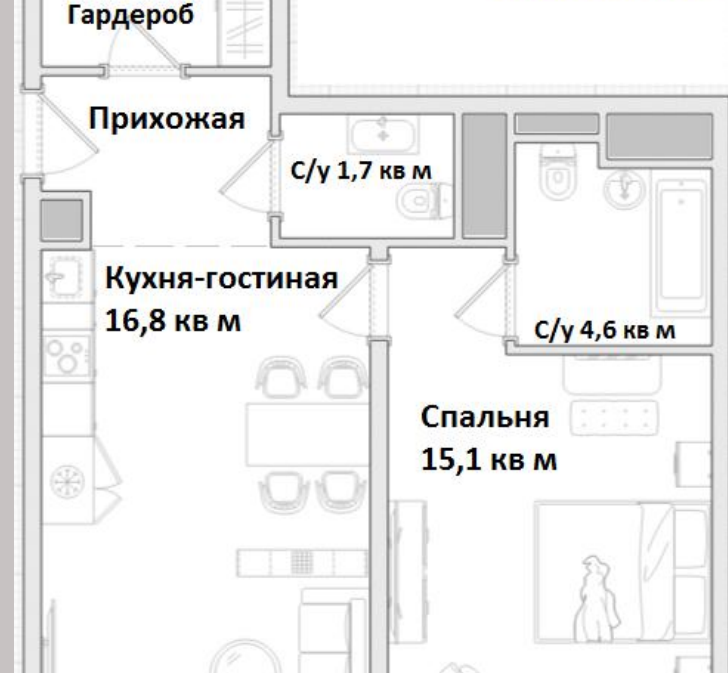 Гардероб
Прихожая
С/у 1,7 кв м
Кухня-гостиная
16,8 кв м
С/у 4,6 кв м
Спальня
15,1 кв м